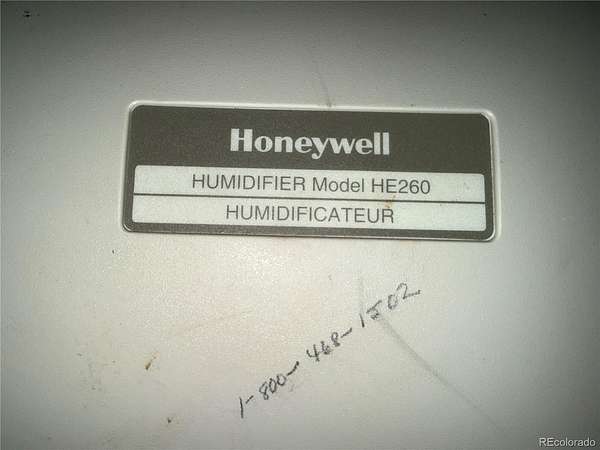 Honeywell
HUMIDIFIER Model HE260
HUMIDIFICATEUR
1-800-468-1502
REcolorado